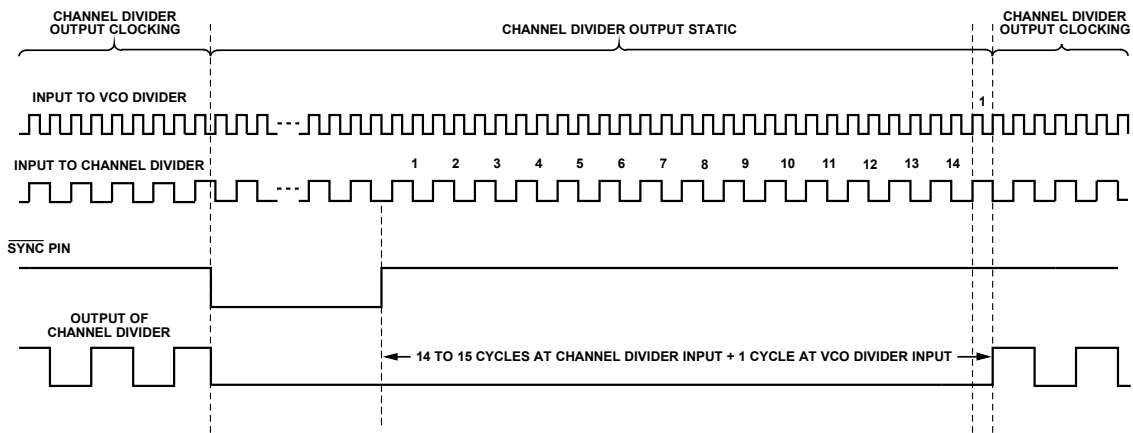 CHANNEL DIVIDER
OUTPUT CLOCKING
CHANNEL DIVIDER OUTPUT STATIC
CHANNEL DIVIDER
OUTPUT CLOCKING
INPUT TO VCO DIVIDER
1
INPUT TO CHANNEL DIVIDER
1 2 3 4 5 6 7 8 9 10 11 12 13 14
SYNC PIN
OUTPUT OF
CHANNEL DIVIDER
14 TO 15 CYCLES AT CHANNEL DIVIDER INPUT + 1 CYCLE AT VCO DIVIDER INPUT